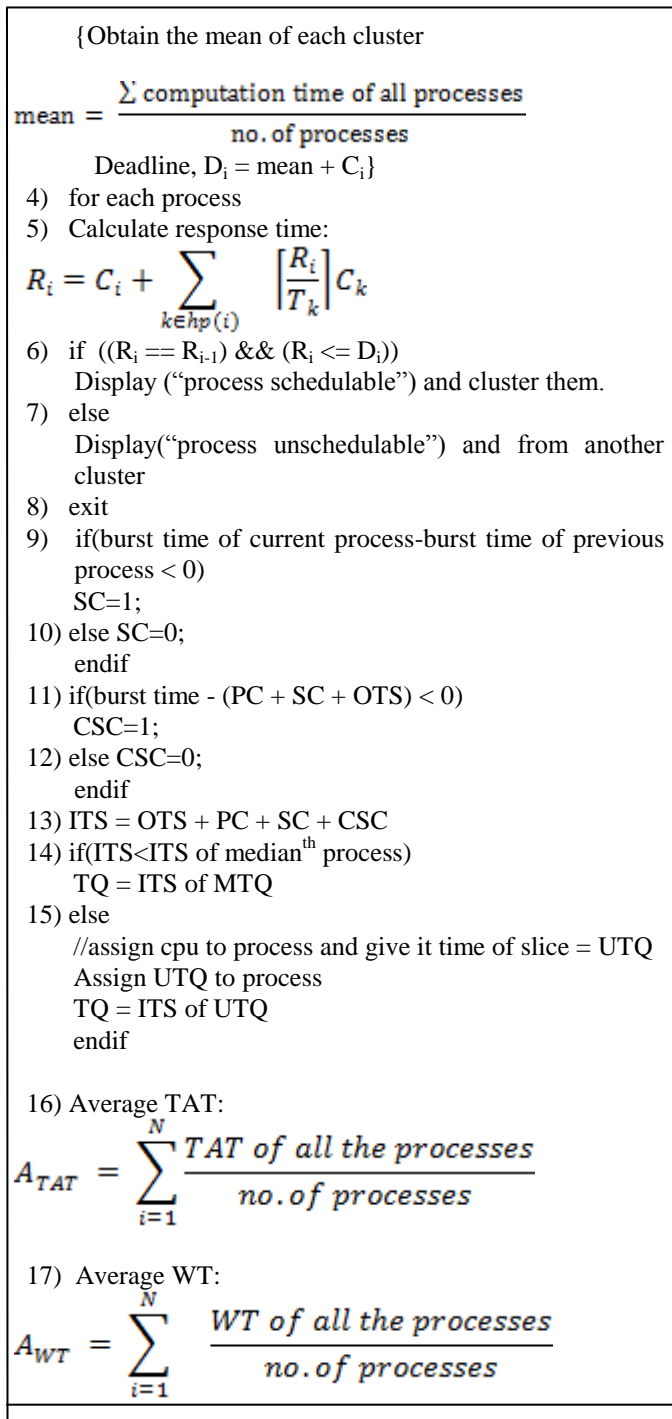 {Obtain the mean of each cluster
mean = ∑ computation time of all processes / no. of processes
Deadline, Dᵢ = mean + Cᵢ}
4) for each process
5) Calculate response time:
Rᵢ = Cᵢ + ∑_{k∈hp(i)} ⌈Rᵢ/Tₖ⌉ Cₖ
6) if ((Rᵢ == Rᵢ₋₁) && (Rᵢ <= Dᵢ))
Display (“process schedulable”) and cluster them.
7) else
Display(“process unschedulable”) and from another
cluster
8) exit
9) if(burst time of current process-burst time of previous
process < 0)
SC=1;
10) else SC=0;
endif
11) if(burst time - (PC + SC + OTS) < 0)
CSC=1;
12) else CSC=0;
endif
13) ITS = OTS + PC + SC + CSC
14) if(ITS<ITS of medianᵗʰ process)
TQ = ITS of MTQ
15) else
//assign cpu to process and give it time of slice = UTQ
Assign UTQ to process
TQ = ITS of UTQ
endif
16) Average TAT:
A_{TAT} = ∑_{i=1}^{N} TAT of all the processes / no. of processes
17) Average WT:
A_{WT} = ∑_{i=1}^{N} WT of all the processes / no. of processes